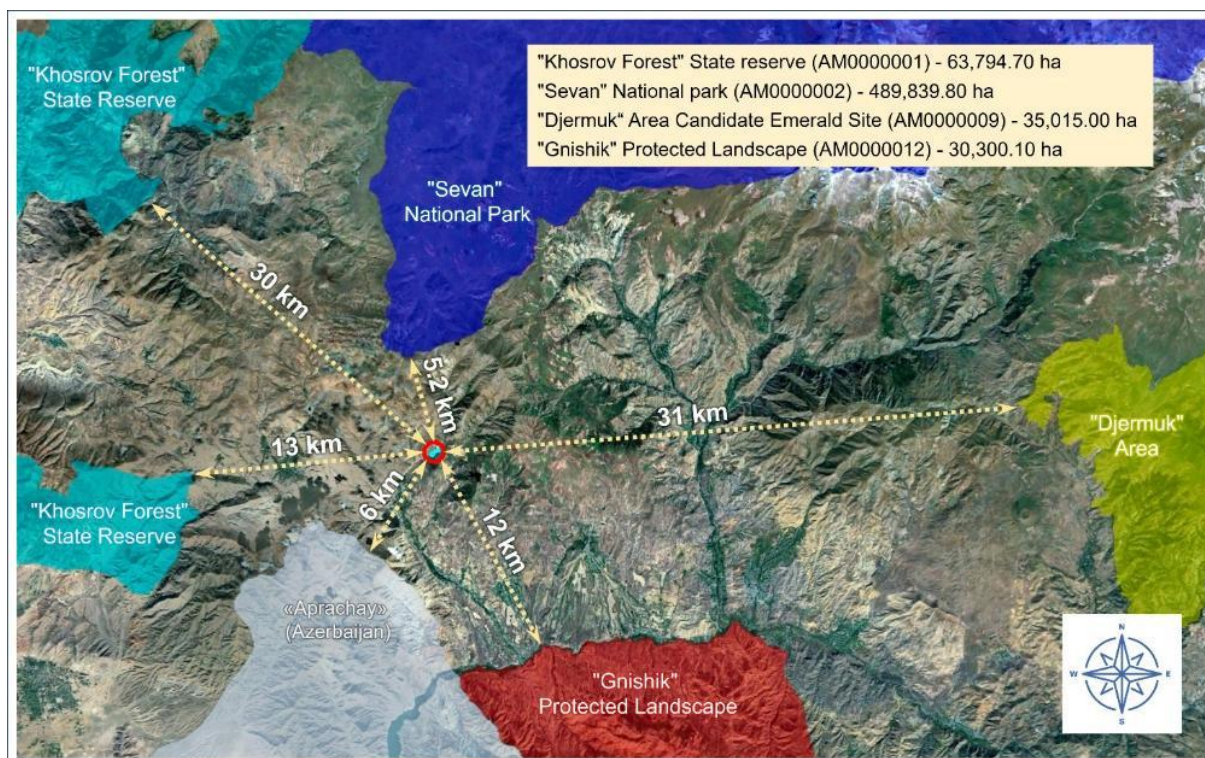 "Khosrov Forest"
State Reserve
"Khosrov Forest" State reserve (AM0000001) - 63,794.70 ha
"Sevan" National park (AM0000002) - 489,839.80 ha
"Djermuk“ Area Candidate Emerald Site (AM0000009) - 35,015.00 ha
"Gnishik" Protected Landscape (AM0000012) - 30,300.10 ha
"Sevan"
National Park
30 km
5.2 km
31 km
"Djermuk"
Area
13 km
6 km
12 km
"Khosrov Forest"
State Reserve
«Aprachay»
(Azerbaijan)
"Gnishik"
Protected Landscape
N
W
E
S